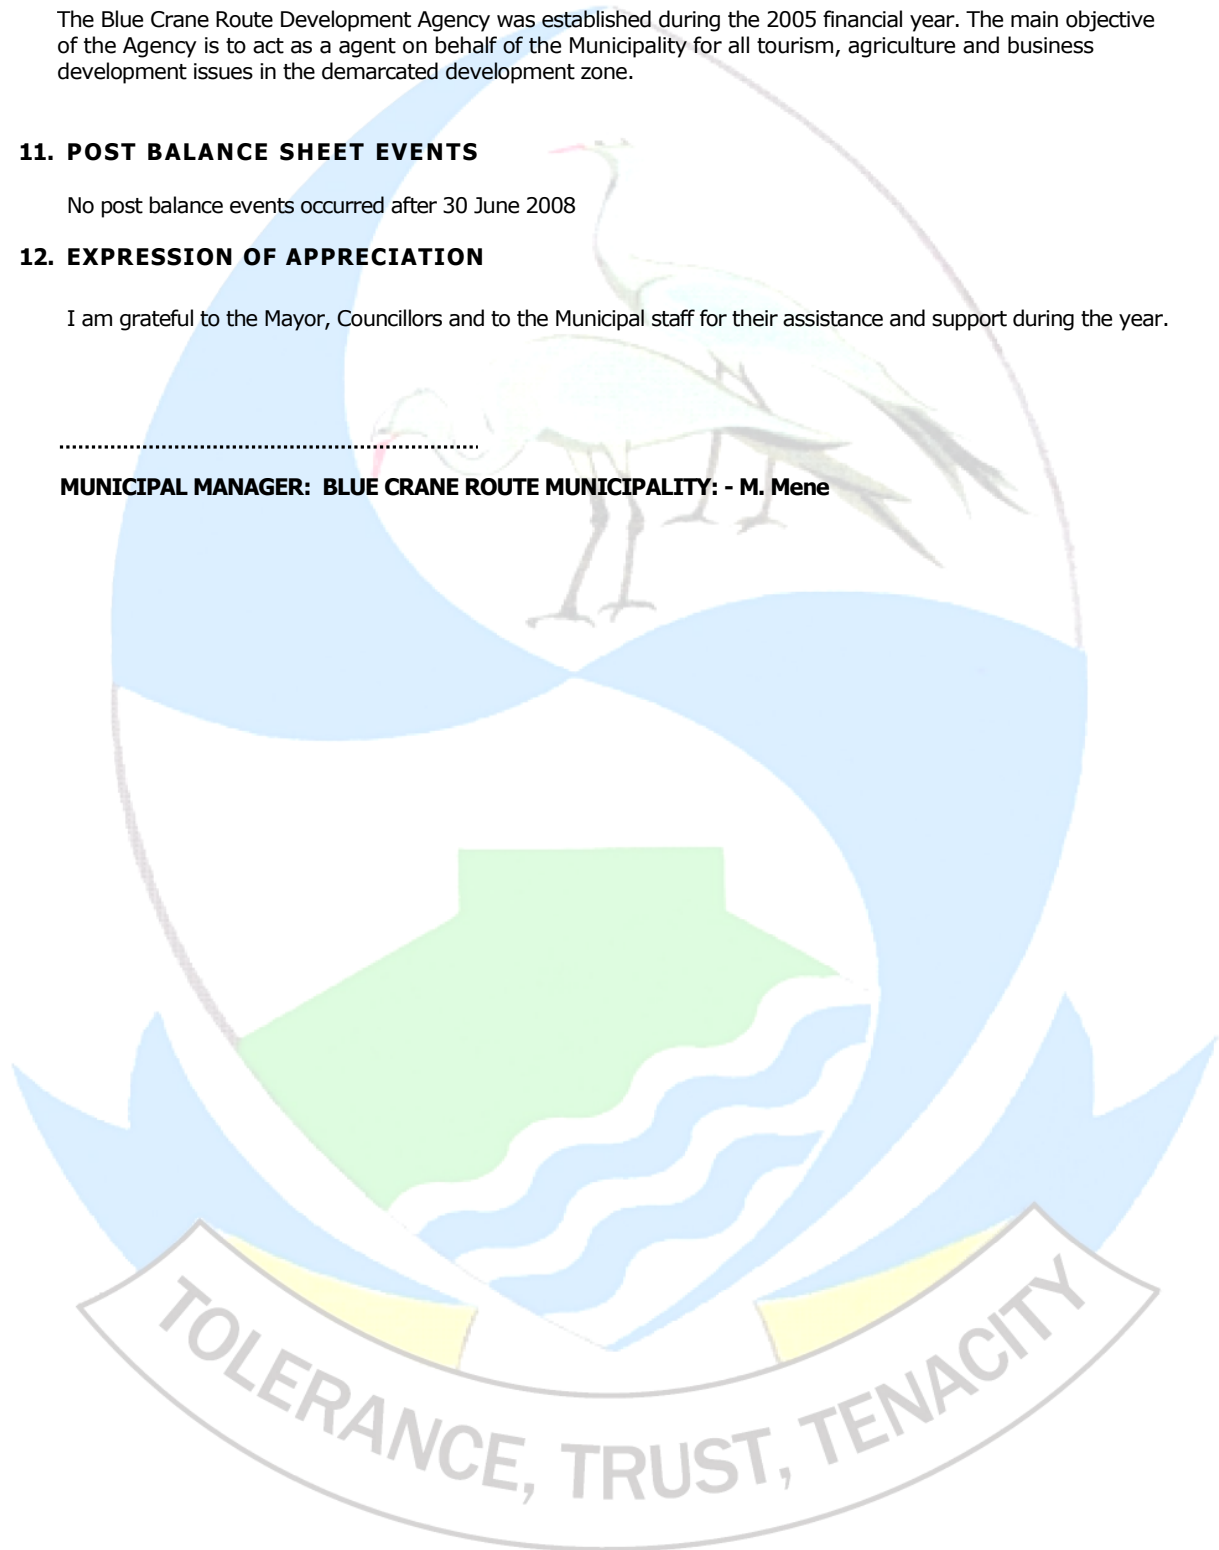 The Blue Crane Route Development Agency was established during the 2005 financial year. The main objective
of the Agency is to act as a agent on behalf of the Municipality for all tourism, agriculture and business
development issues in the demarcated development zone.
11. POST BALANCE SHEET EVENTS
No post balance events occurred after 30 June 2008
12. EXPRESSION OF APPRECIATION
I am grateful to the Mayor, Councillors and to the Municipal staff for their assistance and support during the year.
MUNICIPAL MANAGER: BLUE CRANE ROUTE MUNICIPALITY: - M. Mene
TOLERANCE, TRUST, TENACITY